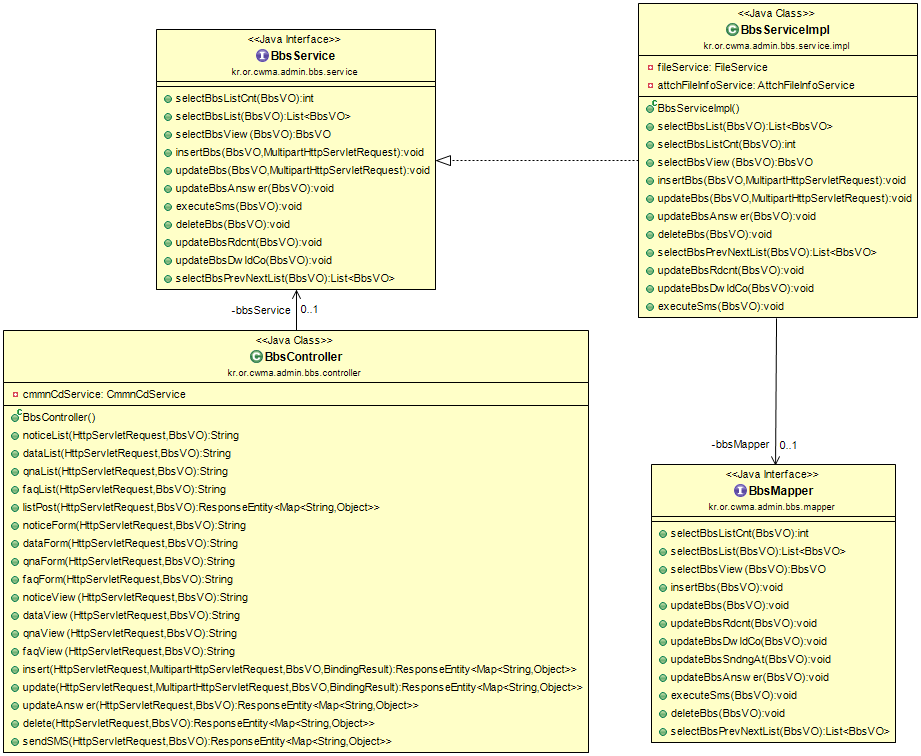 <<Java Interface>>
BbsService
kr.or.cwma.admin.bbs.service
selectBbsListCnt(BbsVO):int
selectBbsList(BbsVO):List<BbsVO>
selectBbsView(BbsVO):BbsVO
insertBbs(BbsVO,MultipartHttpServletRequest):void
updateBbs(BbsVO,MultipartHttpServletRequest):void
updateBbsAnswer(BbsVO):void
executeSms(BbsVO):void
deleteBbs(BbsVO):void
updateBbsRdcnt(BbsVO):void
updateBbsDwldCo(BbsVO):void
selectBbsPrevNextList(BbsVO):List<BbsVO>
<<Java Class>>
BbsServiceImpl
kr.or.cwma.admin.bbs.service.impl
fileService: FileService
attchFileInfoService: AttchFileInfoService
BbsServiceImpl()
selectBbsList(BbsVO):List<BbsVO>
selectBbsListCnt(BbsVO):int
selectBbsView(BbsVO):BbsVO
insertBbs(BbsVO,MultipartHttpServletRequest):void
updateBbs(BbsVO,MultipartHttpServletRequest):void
updateBbsAnswer(BbsVO):void
deleteBbs(BbsVO):void
selectBbsPrevNextList(BbsVO):List<BbsVO>
updateBbsRdcnt(BbsVO):void
updateBbsDwldCo(BbsVO):void
executeSms(BbsVO):void
-bbsService 0..1
<<Java Class>>
BbsController
kr.or.cwma.admin.bbs.controller
cmmnCdService: CmmnCdService
BbsController()
noticeList(HttpServletRequest,BbsVO):String
dataList(HttpServletRequest,BbsVO):String
qnaList(HttpServletRequest,BbsVO):String
faqList(HttpServletRequest,BbsVO):String
listPost(HttpServletRequest,BbsVO):ResponseEntity<Map<String,Object>>
noticeForm(HttpServletRequest,BbsVO):String
dataForm(HttpServletRequest,BbsVO):String
qnaForm(HttpServletRequest,BbsVO):String
faqForm(HttpServletRequest,BbsVO):String
noticeView(HttpServletRequest,BbsVO):String
dataView(HttpServletRequest,BbsVO):String
qnaView(HttpServletRequest,BbsVO):String
faqView(HttpServletRequest,BbsVO):String
insert(HttpServletRequest,MultipartHttpServletRequest,BbsVO,BindingResult):ResponseEntity<Map<String,Object>>
update(HttpServletRequest,MultipartHttpServletRequest,BbsVO,BindingResult):ResponseEntity<Map<String,Object>>
updateAnswer(HttpServletRequest,BbsVO):ResponseEntity<Map<String,Object>>
delete(HttpServletRequest,BbsVO):ResponseEntity<Map<String,Object>>
sendSMS(HttpServletRequest,BbsVO):ResponseEntity<Map<String,Object>>
-bbsMapper 0..1
<<Java Interface>>
BbsMapper
kr.or.cwma.admin.bbs.mapper
selectBbsListCnt(BbsVO):int
selectBbsList(BbsVO):List<BbsVO>
selectBbsView(BbsVO):BbsVO
insertBbs(BbsVO):void
updateBbs(BbsVO):void
updateBbsRdcnt(BbsVO):void
updateBbsDwldCo(BbsVO):void
updateBbsSndngAt(BbsVO):void
updateBbsAnswer(BbsVO):void
executeSms(BbsVO):void
deleteBbs(BbsVO):void
selectBbsPrevNextList(BbsVO):List<BbsVO>